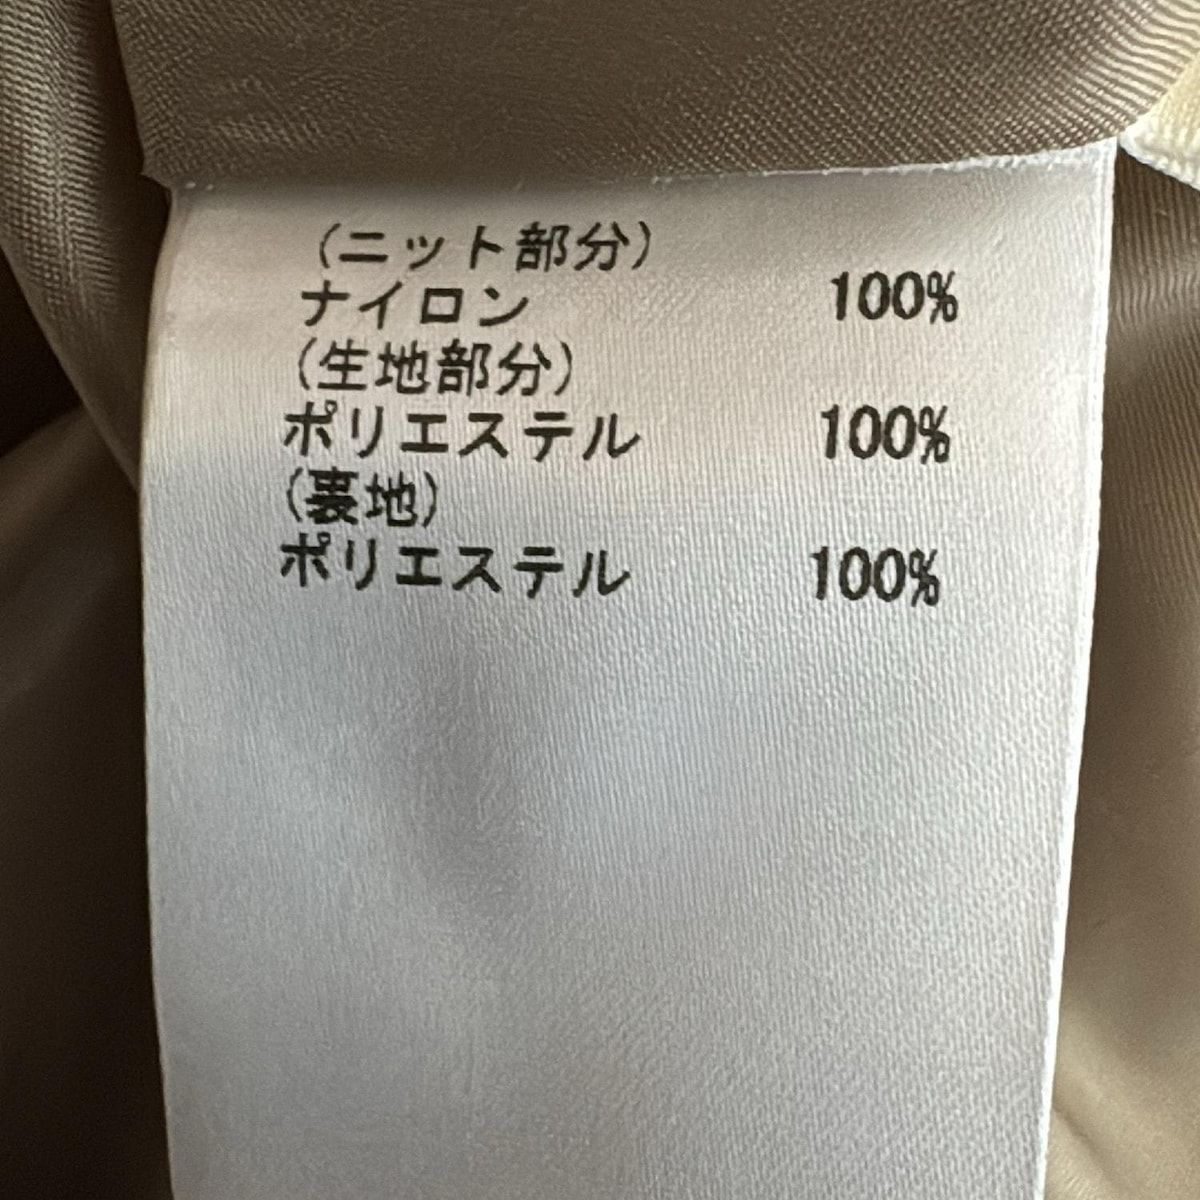 (ニット部分)
ナイロン 100%
(生地部分)
ポリエステル 100%
(裏地)
ポリエステル 100%